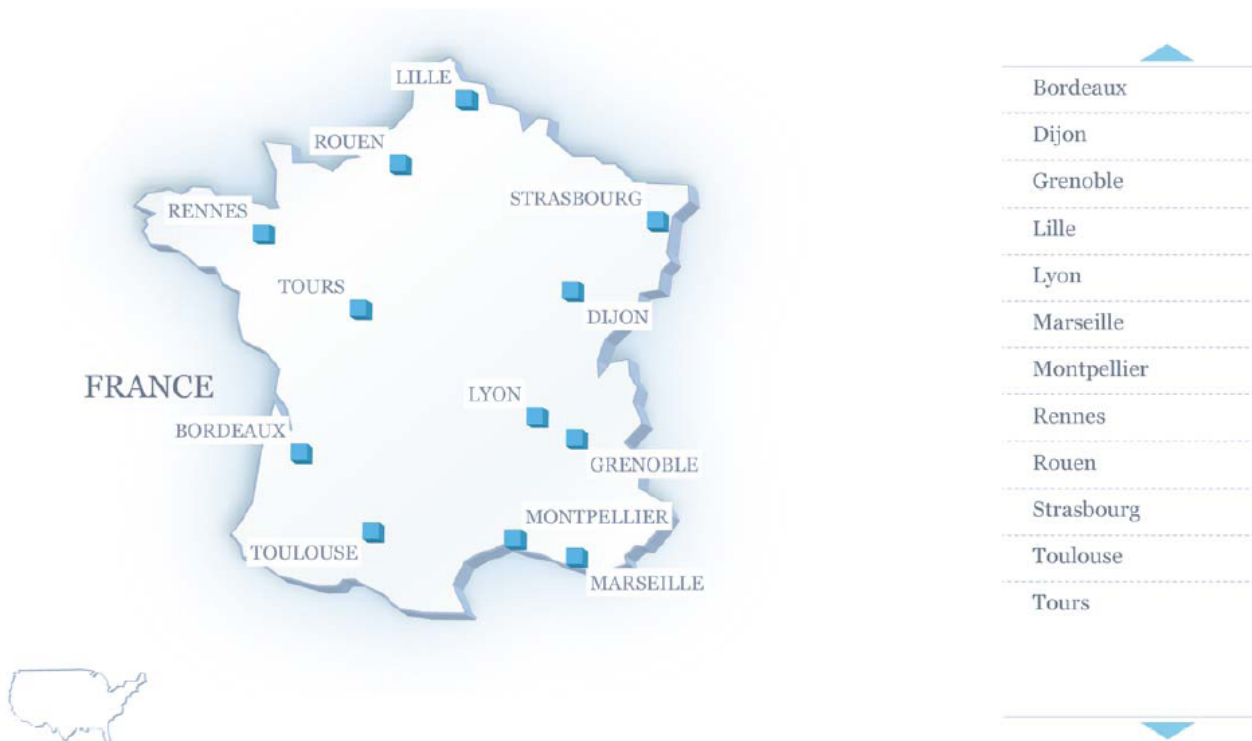 LILLE
ROUEN
STRASBOURG
RENNES
TOURS
DIJON
FRANCE
LYON
BORDEAUX
GRENOBLE
MONTPELLIER
TOULOUSE
MARSEILLE
Bordeaux
Dijon
Grenoble
Lille
Lyon
Marseille
Montpellier
Rennes
Rouen
Strasbourg
Toulouse
Tours